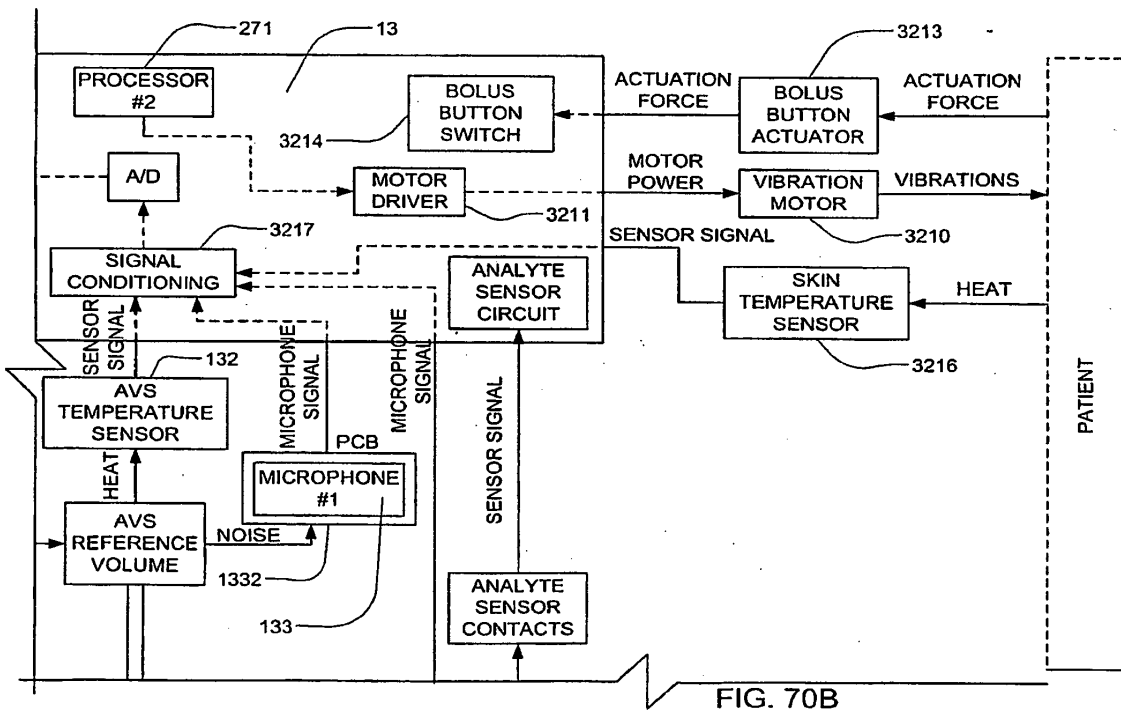 271
13
3213
PROCESSOR
#2
BOLUS
BUTTON
SWITCH
3214
ACTUATION
FORCE
BOLUS
BUTTON
ACTUATOR
ACTUATION
FORCE
A/D
MOTOR
DRIVER
3211
MOTOR
POWER
VIBRATION
MOTOR
3210
VIBRATIONS
3217
SIGNAL
CONDITIONING
SENSOR SIGNAL
ANALYTE
SENSOR
CIRCUIT
SKIN
TEMPERATURE
SENSOR
3216
HEAT
SENSOR
SIGNAL
132
MICROPHONE
SIGNAL
MICROPHONE
SIGNAL
AVS
TEMPERATURE
SENSOR
HEAT
PCB
MICROPHONE
#1
SENSOR SIGNAL
PATIENT
AVS
REFERENCE
VOLUME
NOISE
1332
133
ANALYTE
SENSOR
CONTACTS
FIG. 70B